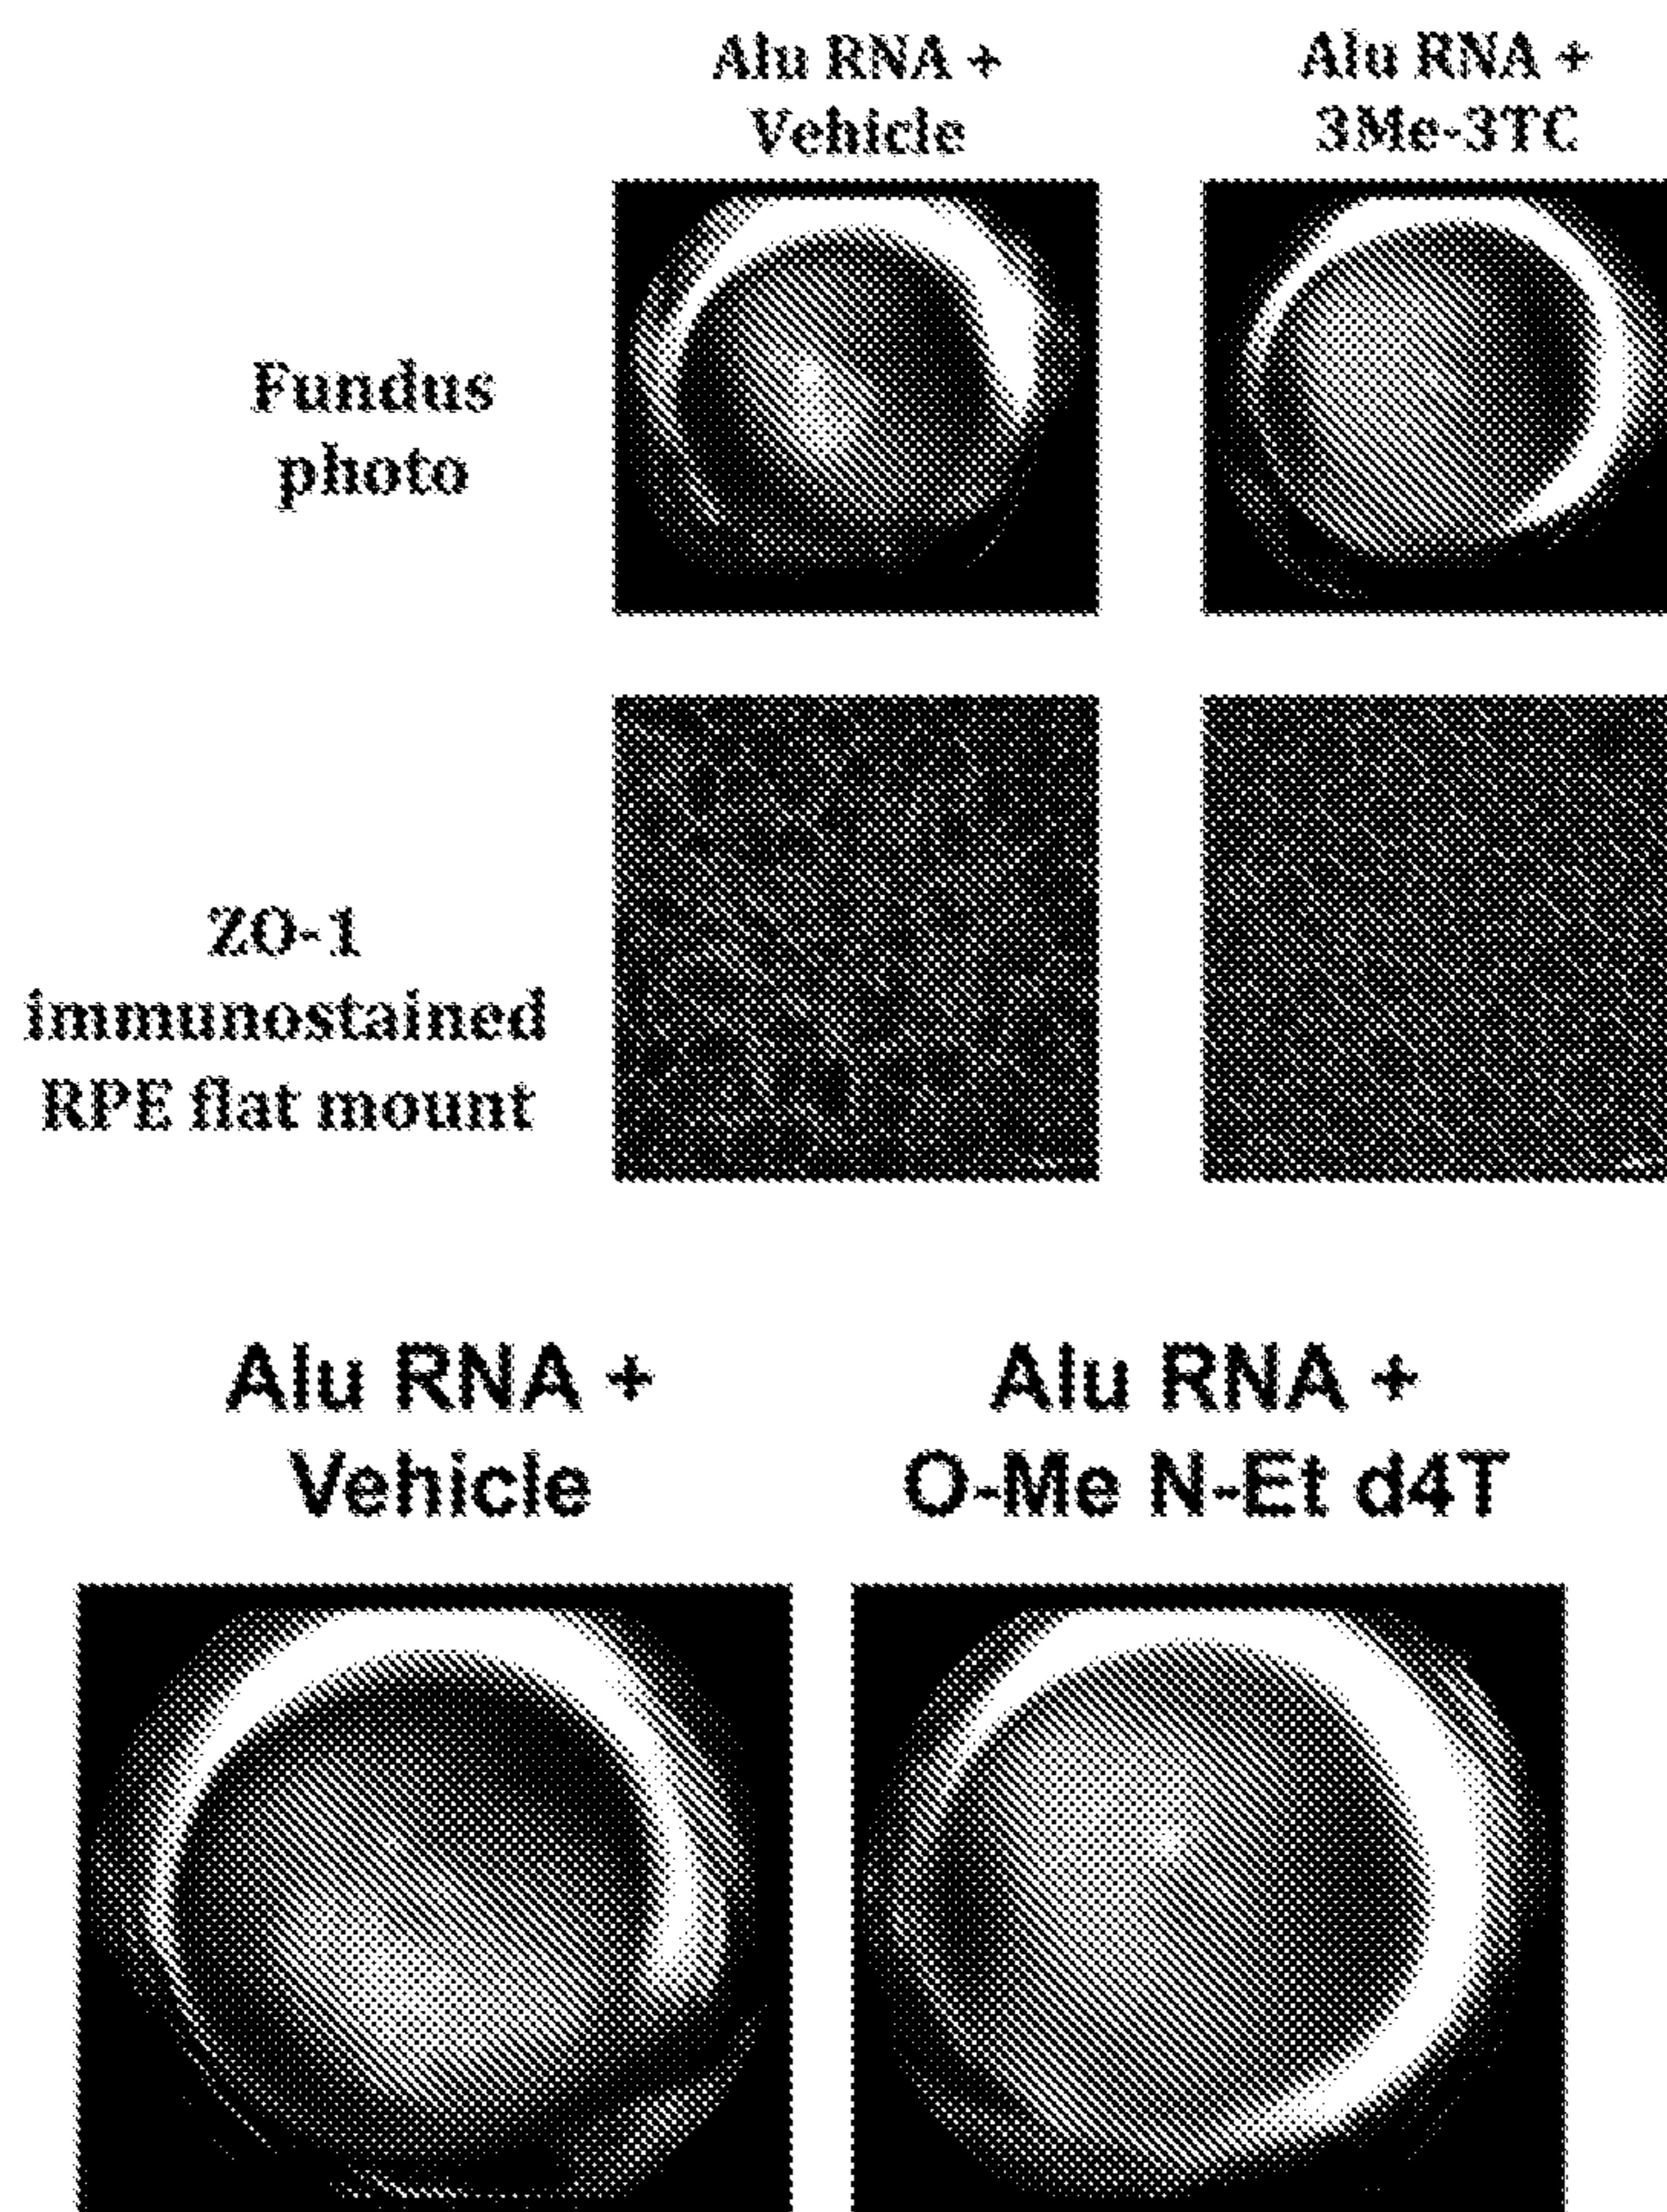 Alu RNA +
Vehicle
Alu RNA +
3Me-3TC
Fundus
photo
ZO-1
immunostained
RPE flat mount
Alu RNA +
Vehicle
Alu RNA +
O-Me N-Et d4T